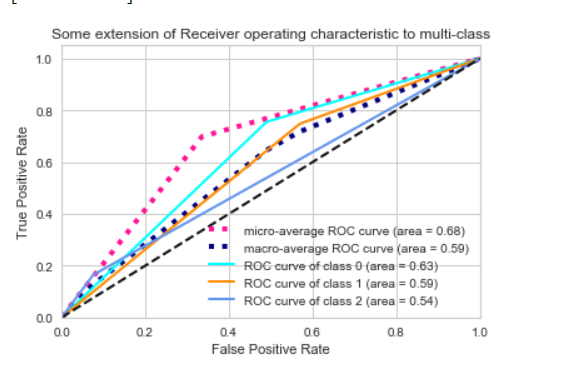 Some extension of Receiver operating characteristic to multi-class
1.0
0.8
0.6
0.4
0.2
0.0
True Positive Rate
micro-average ROC curve (area = 0.68)
macro-average ROC curve (area = 0.59)
ROC curve of class 0 (area = 0.63)
ROC curve of class 1 (area = 0.59)
ROC curve of class 2 (area = 0.54)
0.0 0.2 0.4 0.6 0.8 1.0
False Positive Rate